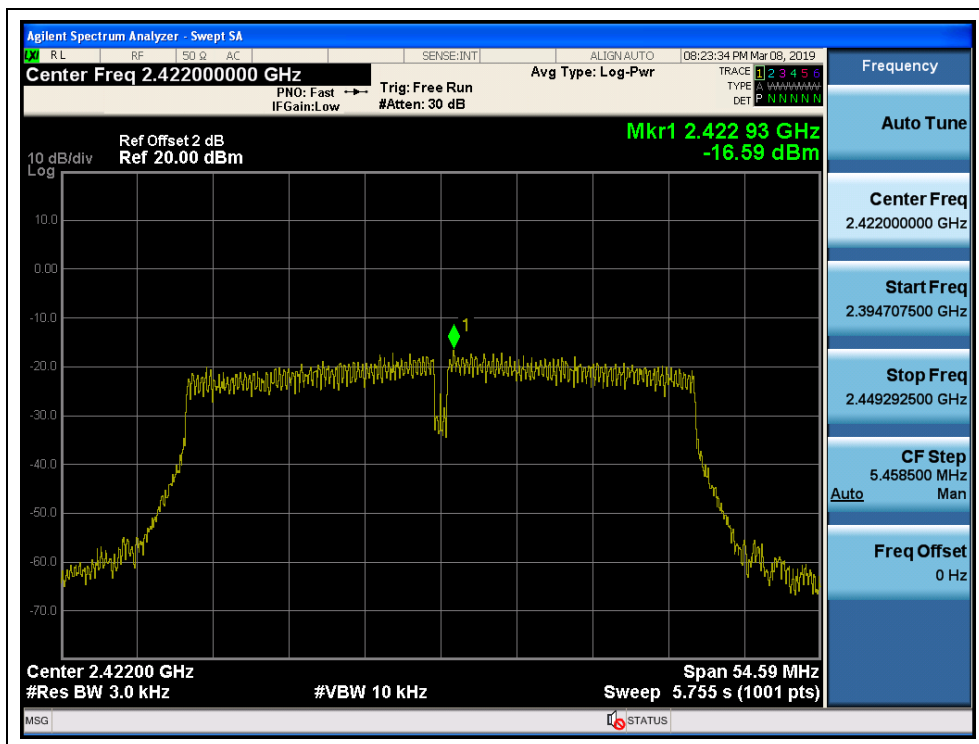 Agilent Spectrum Analyzer - Swept SA
LXI RL RF 50 Ω AC SENSE:INT ALIGN AUTO 08:23:34 PM Mar 08, 2019
Center Freq 2.422000000 GHz
PNO: Fast
IFGain:Low
Trig: Free Run
#Atten: 30 dB
Avg Type: Log-Pwr
TRACE 1 2 3 4 5 6
TYPE A WWWWWW
DET P N N N N N
Mkr1 2.422 93 GHz
-16.59 dBm
Ref Offset 2 dB
10 dB/div Ref 20.00 dBm
Log
10.0
0.00
-10.0
-20.0
-30.0
-40.0
-50.0
-60.0
-70.0
1
Center 2.42200 GHz Span 54.59 MHz
#Res BW 3.0 kHz #VBW 10 kHz Sweep 5.755 s (1001 pts)
MSG STATUS
Frequency
Auto Tune
Center Freq
2.422000000 GHz
Start Freq
2.394707500 GHz
Stop Freq
2.449292500 GHz
CF Step
5.458500 MHz
Auto Man
Freq Offset
0 Hz